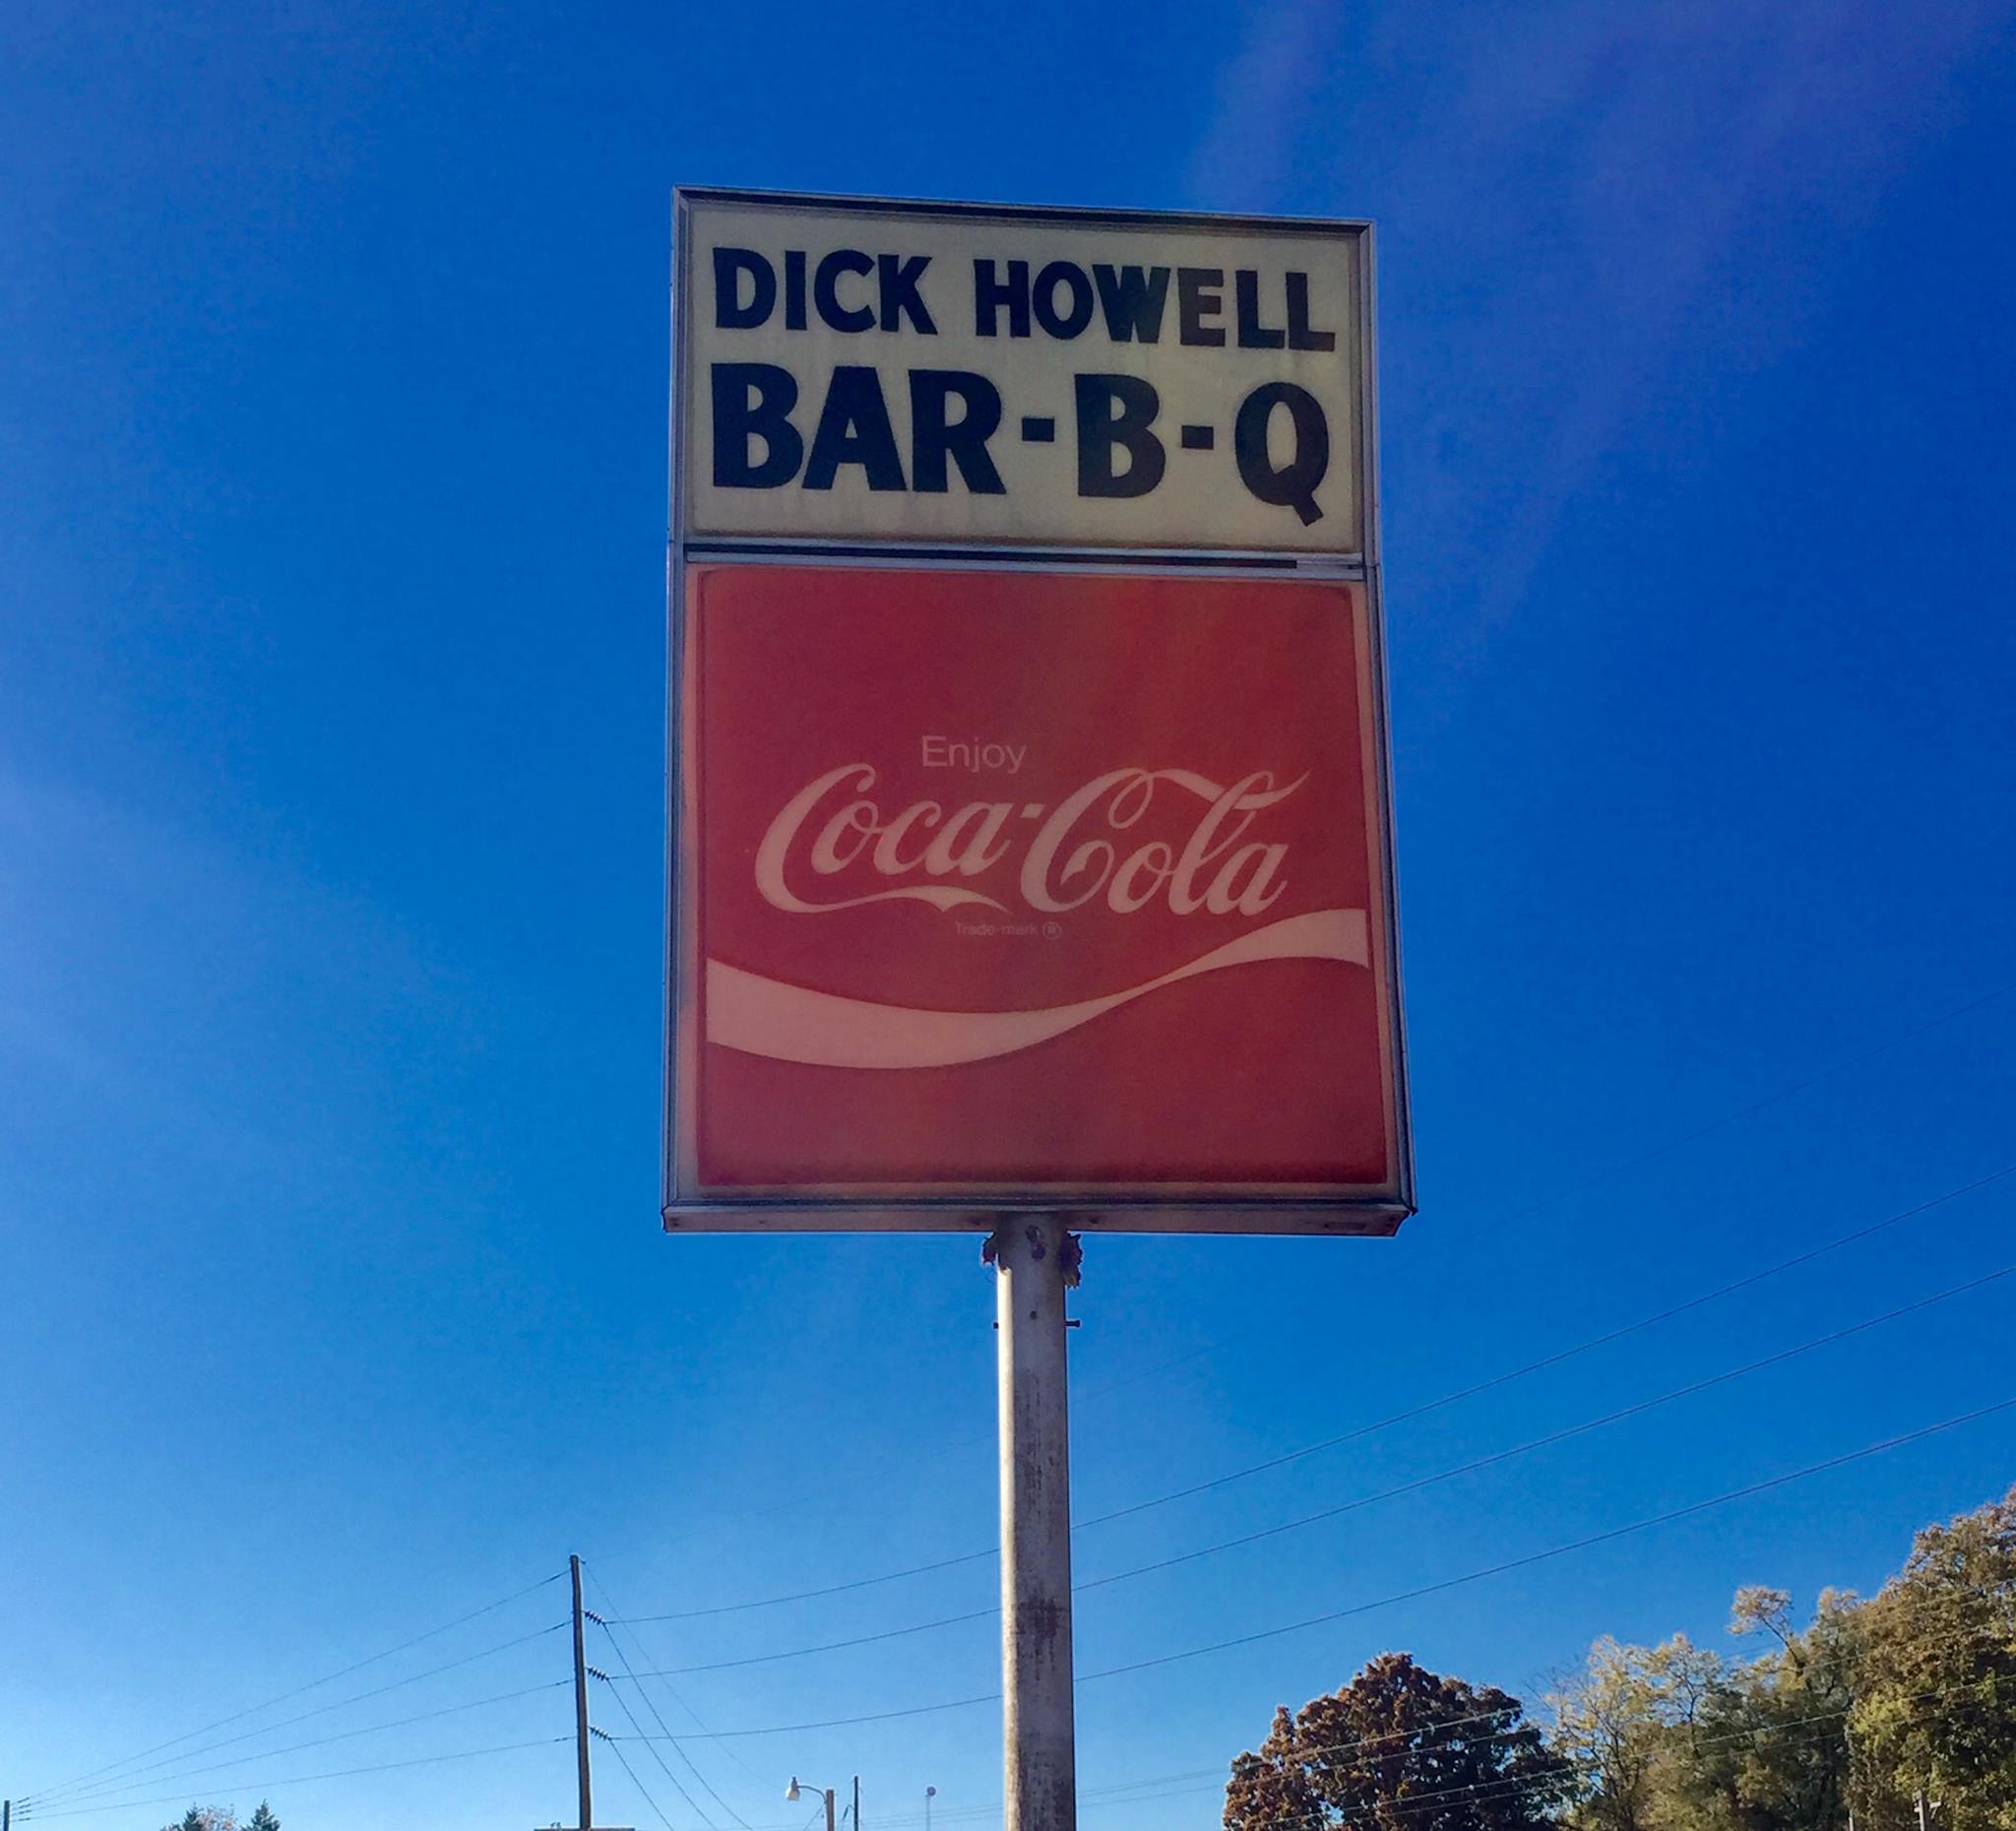 DICK HOWELL
BAR-B-Q
Enjoy
Coca-Cola
Trade-mark ®